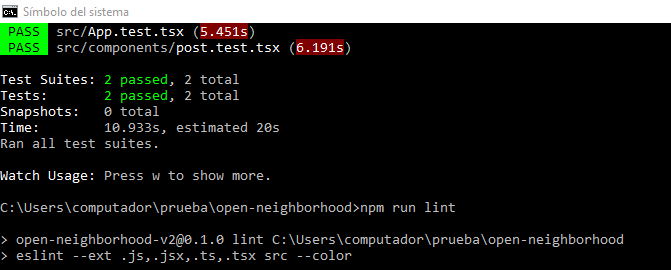 Símbolo del sistema
PASS src/App.test.tsx (5.451s)
PASS src/components/post.test.tsx (6.191s)
Test Suites: 2 passed, 2 total
Tests: 2 passed, 2 total
Snapshots: 0 total
Time: 10.933s, estimated 20s
Ran all test suites.
Watch Usage: Press w to show more.
C:\Users\computador\prueba\open-neighborhood>npm run lint
> open-neighborhood-v2@0.1.0 lint C:\Users\computador\prueba\open-neighborhood
> eslint --ext .js,.jsx,.ts,.tsx src --color